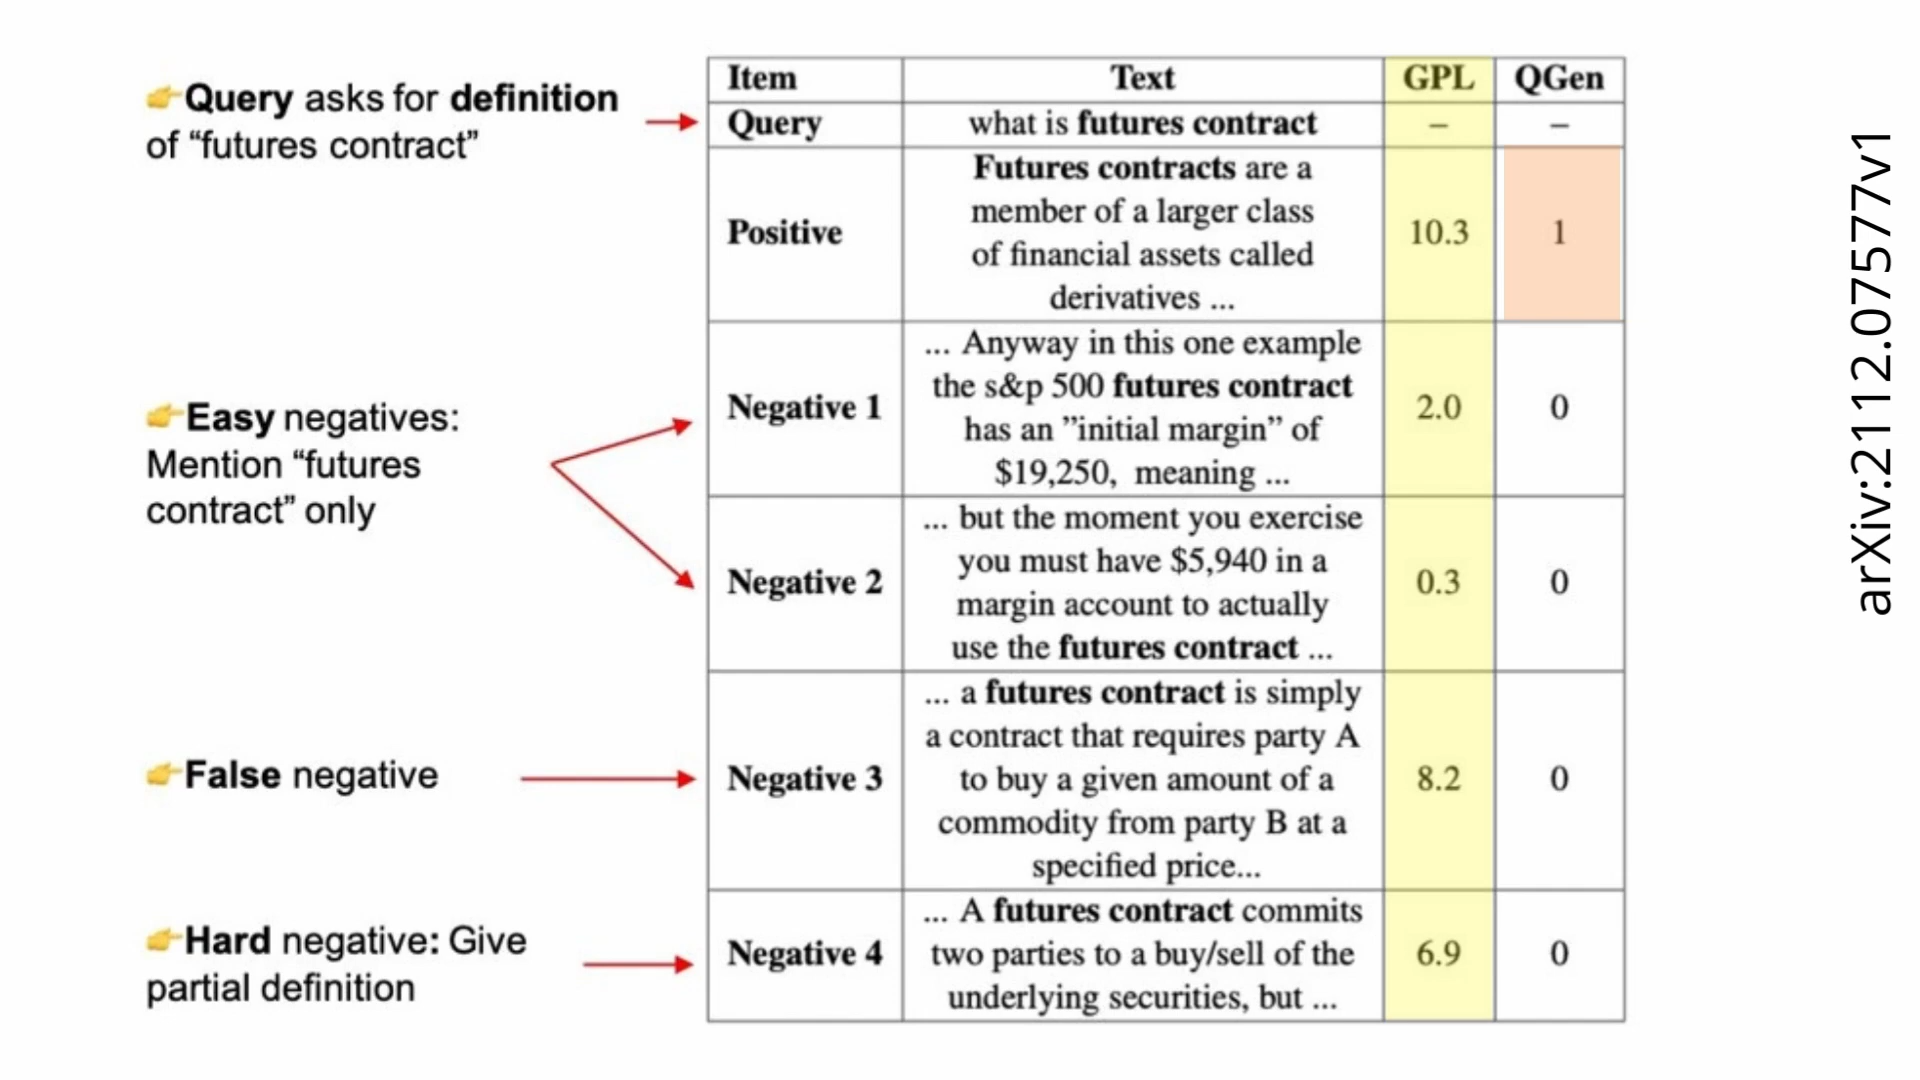 👉Query asks for definition
of “futures contract”
👉Easy negatives:
Mention “futures
contract” only
👉False negative
👉Hard negative: Give
partial definition
Item Text GPL QGen
Query what is futures contract – –
Positive Futures contracts are a
member of a larger class
of financial assets called
derivatives ...
10.3 1
Negative 1 ... Anyway in this one example
the s&p 500 futures contract
has an ”initial margin” of
$19,250, meaning ...
2.0 0
Negative 2 ... but the moment you exercise
you must have $5,940 in a
margin account to actually
use the futures contract ...
0.3 0
Negative 3 ... a futures contract is simply
a contract that requires party A
to buy a given amount of a
commodity from party B at a
specified price...
8.2 0
Negative 4 ... A futures contract commits
two parties to a buy/sell of the
underlying securities, but ...
6.9 0
arXiv:2112.07577v1